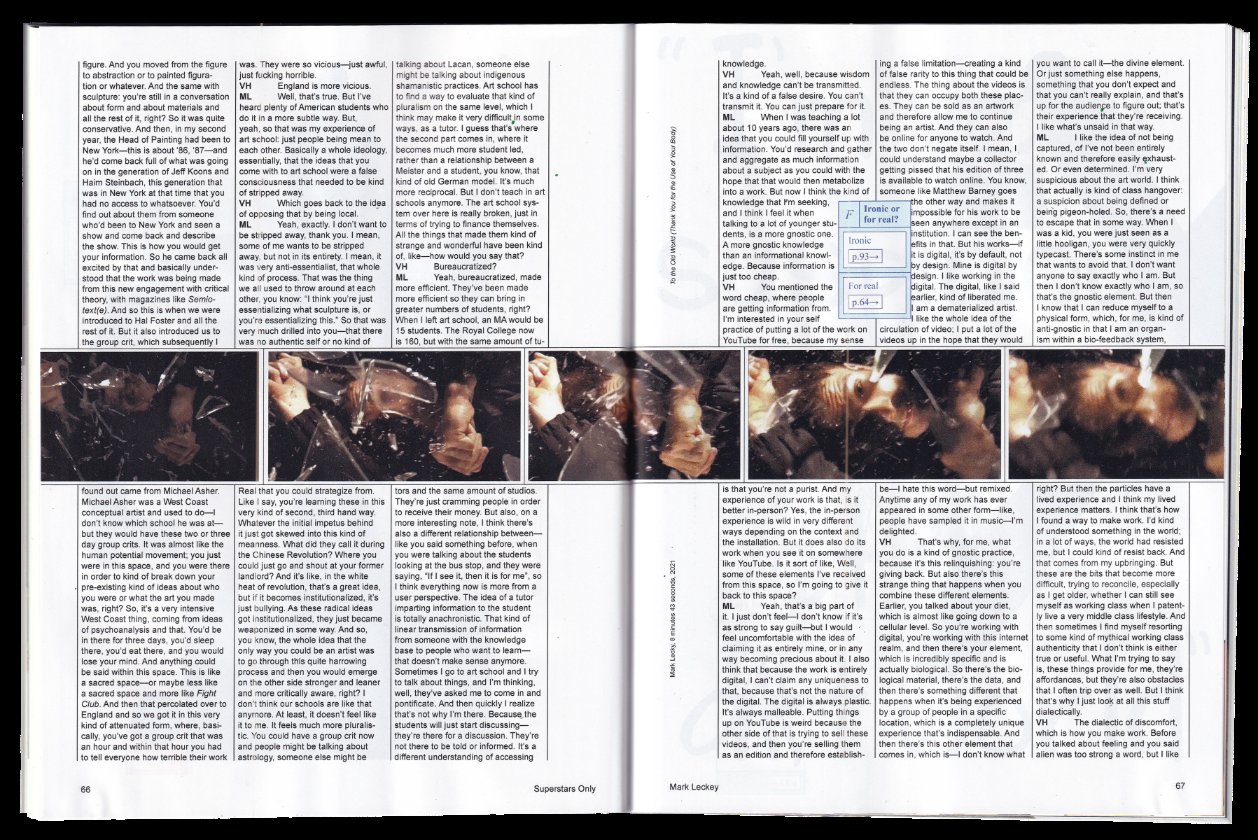 figure. And you moved from the figure
to abstraction or to painted figura-
tion or whatever. And the same with
sculpture: you're still in a conversation
about form and about materials and
all the rest of it, right? So it was quite
conservative. And then, in my second
year, the Head of Painting had been to
New York—this is about '86, '87—and
he'd come back full of what was going
on in the generation of Jeff Koons and
Haim Steinbach, this generation that
was in New York at that time that you
had no access to whatsoever. You'd
find out about them from someone
who'd been to New York and seen a
show and come back and describe
the show. This is how you would get
your information. So he came back all
excited by that and basically under-
stood that the work was being made
from this new engagement with critical
theory, with magazines like Semio-
text(e). And so this is when we were
introduced to Hal Foster and all the
rest of it. But it also introduced us to
the group crit, which subsequently I
found out came from Michael Asher.
Michael Asher was a West Coast
conceptual artist and used to do—I
don't know which school he was at—
but they would have these two or three
day group crits. It was almost like the
human potential movement; you just
were in this space, and you were there
in order to kind of break down your
pre-existing kind of ideas about who
you were or what the art you made
was, right? So, it's a very intensive
West Coast thing, coming from ideas
of psychoanalysis and that. You'd be
in there for three days, you'd sleep
there, you'd eat there, and you would
lose your mind. And anything could
be said within this space. This is like
a sacred space—or maybe less like
a sacred space and more like Fight
Club. And then that percolated over to
England and so we got it in this very
kind of attenuated form, where, basi-
cally, you've got a group crit that was
an hour and within that hour you had
to tell everyone how terrible their work
was. They were so vicious—just awful,
just fucking horrible.
VH England is more vicious.
ML Well, that's true. But I've
heard plenty of American students who
do it in a more subtle way. But,
yeah, so that was my experience of
art school: just people being mean to
each other. Basically a whole ideology,
essentially, that the ideas that you
come with to art school were a false
consciousness that needed to be kind
of stripped away.
VH Which goes back to the idea
of opposing that by being local.
ML Yeah, exactly. I don't want to
be stripped away, thank you. I mean,
some of me wants to be stripped
away, but not in its entirety. I mean, it
was very anti-essentialist, that whole
kind of process. That was the thing
we all used to throw around at each
other, you know: "I think you're just
essentializing what sculpture is, or
you're essentializing this." So that was
very much drilled into you—that there
was no authentic self or no kind of
Real that you could strategize from.
Like I say, you're learning these in this
very kind of second, third hand way.
Whatever the initial impetus behind
it just got skewed into this kind of
meanness. What did they call it during
the Chinese Revolution? Where you
could just go and shout at your former
landlord? And it's like, in the white
heat of revolution, that's a great idea,
but if it becomes institutionalized, it's
just bullying. As these radical ideas
got institutionalized, they just became
weaponized in some way. And so,
you know, the whole idea that the
only way you could be an artist was
to go through this quite harrowing
process and then you would emerge
on the other side stronger and leaner
and more critically aware, right? I
don't think our schools are like that
anymore. At least, it doesn't feel like
it to me. It feels much more pluralis-
tic. You could have a group crit now
and people might be talking about
astrology, someone else might be
talking about Lacan, someone else
might be talking about indigenous
shamanistic practices. Art school has
to find a way to evaluate that kind of
pluralism on the same level, which I
think may make it very difficult in some
ways, as a tutor. I guess that's where
the second part comes in, where it
becomes much more student led,
rather than a relationship between a
Meister and a student, you know, that
kind of old German model. It's much
more reciprocal. But I don't teach in art
schools anymore. The art school sys-
tem over here is really broken, just in
terms of trying to finance themselves.
All the things that made them kind of
strange and wonderful have been kind
of, like—how would you say that?
VH Bureaucratized?
ML Yeah, bureaucratized, made
more efficient. They've been made
more efficient so they can bring in
greater numbers of students, right?
When I left art school, an MA would be
15 students. The Royal College now
is 160, but with the same amount of tu-
tors and the same amount of studios.
They're just cramming people in order
to receive their money. But also, on a
more interesting note, I think there's
also a different relationship between—
like you said something before, when
you were talking about the students
looking at the bus stop, and they were
saying, "If I see it, then it is for me", so
I think everything now is more from a
user perspective. The idea of a tutor
imparting information to the student
is totally anachronistic. That kind of
linear transmission of information
from someone with the knowledge
base to people who want to learn—
that doesn't make sense anymore.
Sometimes I go to art school and I try
to talk about things, and I'm thinking,
well, they've asked me to come in and
pontificate. And then quickly I realize
that's not why I'm there. Because the
students will just start discussing—
they're there for a discussion. They're
not there to be told or informed. It's a
different understanding of accessing
66
Superstars Only
To the Old World (Thank You for the Use of Your Body)
Mark Lecky, 8 minutes 43 seconds, 2021
knowledge.
VH Yeah, well, because wisdom
and knowledge can't be transmitted.
It's a kind of a false desire. You can't
transmit it. You can just prepare for it.
ML When I was teaching a lot
about 10 years ago, there was an
idea that you could fill yourself up with
information. You'd research and gather
and aggregate as much information
about a subject as you could with the
hope that that would then metabolize
into a work. But now I think the kind of
knowledge that I'm seeking,
and I think I feel it when
talking to a lot of younger stu-
dents, is a more gnostic one.
A more gnostic knowledge
than an informational knowl-
edge. Because information is
just too cheap.
VH You mentioned the
word cheap, where people
are getting information from.
I'm interested in your self
practice of putting a lot of the work on
YouTube for free, because my sense
is that you're not a purist. And my
experience of your work is that, is it
better in-person? Yes, the in-person
experience is wild in very different
ways depending on the context and
the installation. But it does also do its
work when you see it on somewhere
like YouTube. Is it sort of like, Well,
some of these elements I've received
from this space, so I'm going to give it
back to this space?
ML Yeah, that's a big part of
it. I just don't feel—I don't know if it's
as strong to say guilt—but I would
feel uncomfortable with the idea of
claiming it as entirely mine, or in any
way becoming precious about it. I also
think that because the work is entirely
digital, I can't claim any uniqueness to
that, because that's not the nature of
the digital. The digital is always plastic.
It's always malleable. Putting things
up on YouTube is weird because the
other side of that is trying to sell these
videos, and then you're selling them
as an edition and therefore establish-
ing a false limitation—creating a kind
of false rarity to this thing that could be
endless. The thing about the videos is
that they can occupy both these plac-
es. They can be sold as an artwork
and therefore allow me to continue
being an artist. And they can also
be online for anyone to watch. And
the two don't negate itself. I mean, I
could understand maybe a collector
getting pissed that his edition of three
is available to watch online. You know,
someone like Matthew Barney goes
the other way and makes it
impossible for his work to be
seen anywhere except in an
institution. I can see the ben-
efits in that. But his works—if
it is digital, it's by default, not
by design. Mine is digital by
design. I like working in the
digital. The digital, like I said
earlier, kind of liberated me.
I am a dematerialized artist.
I like the whole idea of the
circulation of video; I put a lot of the
videos up in the hope that they would
be—I hate this word—but remixed.
Anytime any of my work has ever
appeared in some other form—like,
people have sampled it in music—I'm
delighted.
VH That's why, for me, what
you do is a kind of gnostic practice,
because it's this relinquishing: you're
giving back. But also there's this
strange thing that happens when you
combine these different elements.
Earlier, you talked about your diet,
which is almost like going down to a
cellular level. So you're working with
digital, you're working with this internet
realm, and then there's your element,
which is incredibly specific and is
actually biological. So there's the bio-
logical material, there's the data, and
then there's something different that
happens when it's being experienced
by a group of people in a specific
location, which is a completely unique
experience that's indispensable. And
then there's this other element that
comes in, which is—I don't know what
you want to call it—the divine element.
Or just something else happens,
something that you don't expect and
that you can't really explain, and that's
up for the audience to figure out; that's
their experience that they're receiving.
I like what's unsaid in that way.
ML I like the idea of not being
captured, of I've not been entirely
known and therefore easily exhaust-
ed. Or even determined. I'm very
suspicious about the art world. I think
that actually is kind of class hangover:
a suspicion about being defined or
being pigeon-holed. So, there's a need
to escape that in some way. When I
was a kid, you were just seen as a
little hooligan, you were very quickly
typecast. There's some instinct in me
that wants to avoid that. I don't want
anyone to say exactly who I am. But
then I don't know exactly who I am, so
that's the gnostic element. But then
I know that I can reduce myself to a
physical form, which, for me, is kind of
anti-gnostic in that I am an organ-
ism within a bio-feedback system,
right? But then the particles have a
lived experience and I think my lived
experience matters. I think that's how
I found a way to make work. I'd kind
of understood something in the world;
in a lot of ways, the world had resisted
me, but I could kind of resist back. And
that comes from my upbringing. But
these are the bits that become more
difficult, trying to reconcile, especially
as I get older, whether I can still see
myself as working class when I patent-
ly live a very middle class lifestyle. And
then sometimes I find myself resorting
to some kind of mythical working class
authenticity that I don't think is either
true or useful. What I'm trying to say
is, these things provide for me, they're
affordances, but they're also obstacles
that I often trip over as well. But I think
that's why I just look at all this stuff
dialectically.
VH The dialectic of discomfort,
which is how you make work. Before
you talked about feeling and you said
alien was too strong a word, but I like
F
Ironic or
for real?
Ironic
p.93→
For real
p.64→
Mark Leckey
67